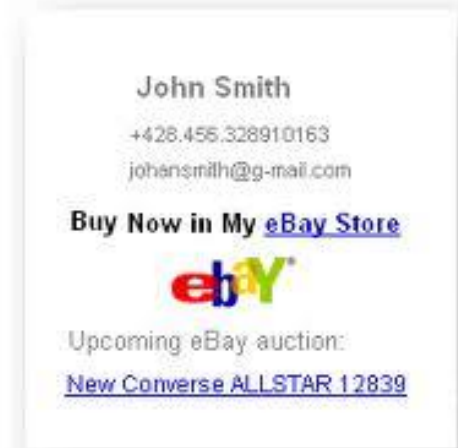 John Smith
+428.456.328910163
johansmith@g-mail.com
Buy Now in My eBay Store
ebaY
Upcoming eBay auction:
New Converse ALLSTAR 12839